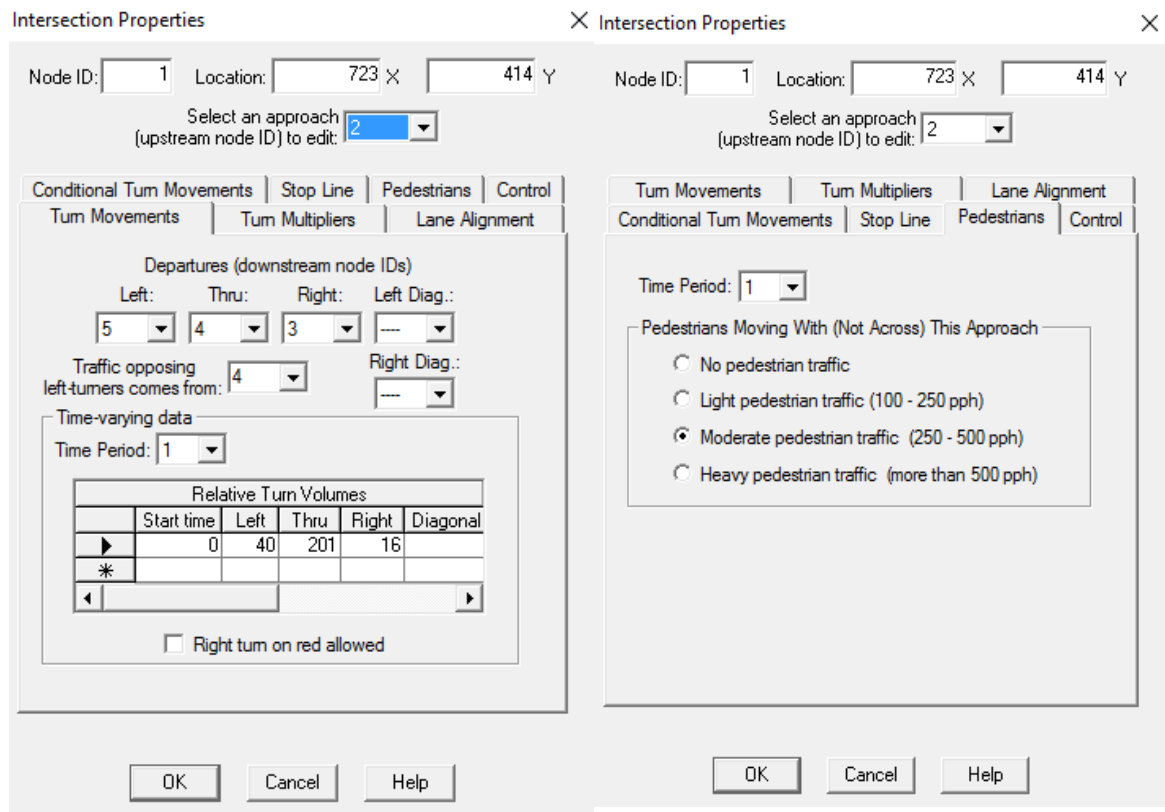 Intersection Properties
Node ID: 1 Location: 723 X 414 Y
Select an approach
(upstream node ID) to edit: 2
Conditional Turn Movements Stop Line Pedestrians Control
Turn Movements Turn Multipliers Lane Alignment
Departures (downstream node IDs)
Left: Thru: Right: Left Diag.:
5 4 3 ----
Traffic opposing
left-turners comes from: 4
Right Diag.:
----
Time-varying data
Time Period: 1
Relative Turn Volumes
Start time Left Thru Right Diagonal
0 40 201 16
Right turn on red allowed
OK Cancel Help
Intersection Properties
Node ID: 1 Location: 723 X 414 Y
Select an approach
(upstream node ID) to edit: 2
Turn Movements Turn Multipliers Lane Alignment
Conditional Turn Movements Stop Line Pedestrians Control
Time Period: 1
Pedestrians Moving With (Not Across) This Approach
No pedestrian traffic
Light pedestrian traffic (100 - 250 pph)
Moderate pedestrian traffic (250 - 500 pph)
Heavy pedestrian traffic (more than 500 pph)
OK Cancel Help